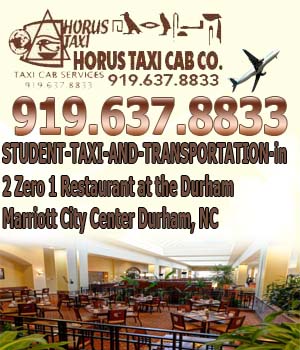 HORUS
TAXI
TAXI CAB SERVICES
919.637.8833
HORUS TAXI CAB CO.
919.637.8833
919.637.8833
STUDENT-TAXI-AND-TRANSPORTATION-in
2 Zero 1 Restaurant at the Durham
Marriott City Center Durham, NC